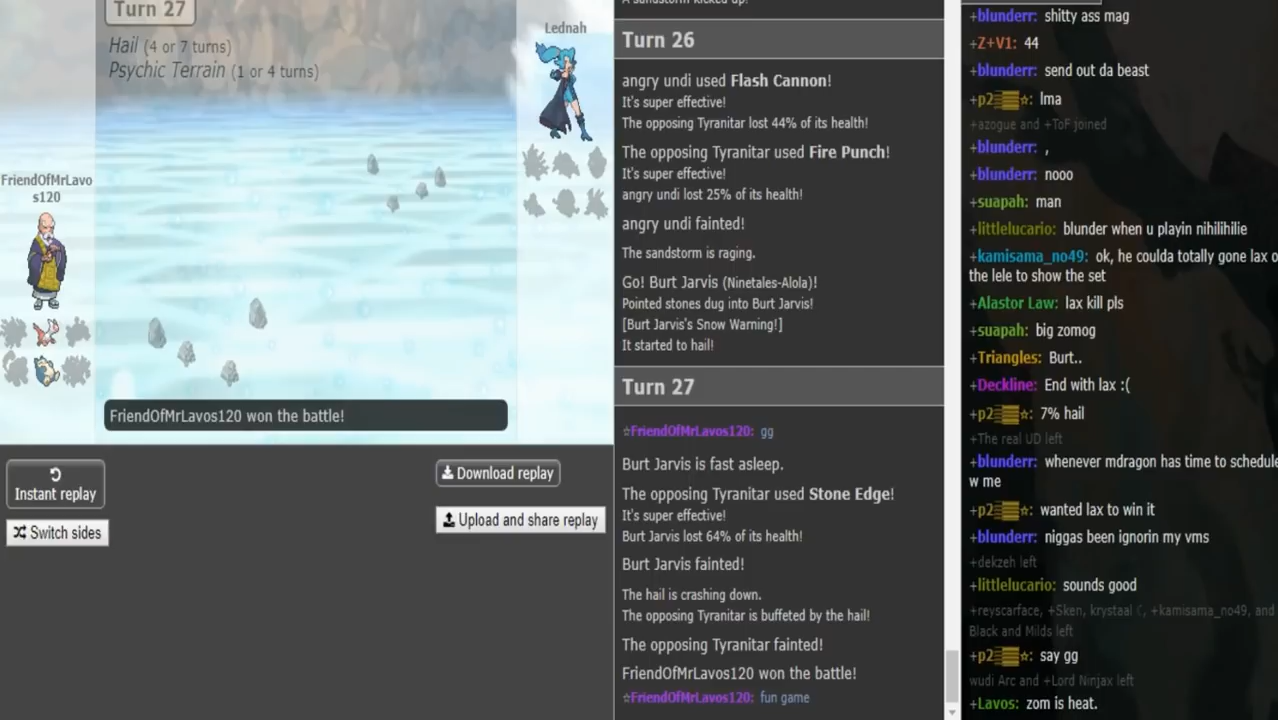 Turn 27
Hail (4 or 7 turns)
Psychic Terrain (1 or 4 turns)
Lednah
FriendOfMrLavo
s120
FriendOfMrLavos120 won the battle!
Instant replay
Switch sides
Download replay
Upload and share replay
A sandstorm kicked up!
Turn 26
angry undi used Flash Cannon!
It's super effective!
The opposing Tyranitar lost 44% of its health!
The opposing Tyranitar used Fire Punch!
It's super effective!
angry undi lost 25% of its health!
angry undi fainted!
The sandstorm is raging.
Go! Burt Jarvis (Ninetales-Alola)!
Pointed stones dug into Burt Jarvis!
[Burt Jarvis's Snow Warning!]
It started to hail!
Turn 27
☆FriendOfMrLavos120: gg
Burt Jarvis is fast asleep.
The opposing Tyranitar used Stone Edge!
It's super effective!
Burt Jarvis lost 64% of its health!
Burt Jarvis fainted!
The hail is crashing down.
The opposing Tyranitar is buffeted by the hail!
The opposing Tyranitar fainted!
FriendOfMrLavos120 won the battle!
☆FriendOfMrLavos120: fun game
+blunderr: shitty ass mag
+Z+V1: 44
+blunderr: send out da beast
+p2▒▒☆: lma
+azogue and +ToF joined
+blunderr: ,
+blunderr: nooo
+suapah: man
+littlelucario: blunder when u playin nihilihilie
+kamisama_no49: ok, he coulda totally gone lax o
the lele to show the set
+Alastor Law: lax kill pls
+suapah: big zomog
+Triangles: Burt..
+Deckline: End with lax :(
+p2▒▒☆: 7% hail
+The real UD left
+blunderr: whenever mdragon has time to schedule
w me
+p2▒▒☆: wanted lax to win it
+blunderr: niggas been ignorin my vms
+dekzeh left
+littlelucario: sounds good
+reyscarface, +Sken, krystaal ☾, +kamisama_no49, and
Black and Milds left
+p2▒▒☆: say gg
wudi Arc and +Lord Ninjax left
+Lavos: zom is heat.